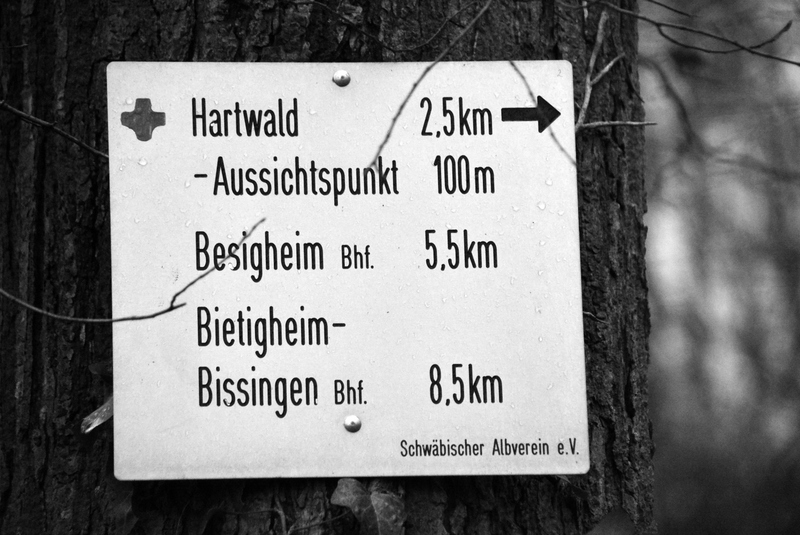 Hartwald 2,5km
-Aussichtspunkt 100m
Besigheim Bhf. 5,5km
Bietigheim-
Bissingen Bhf. 8,5km
Schwäbischer Albverein e.V.